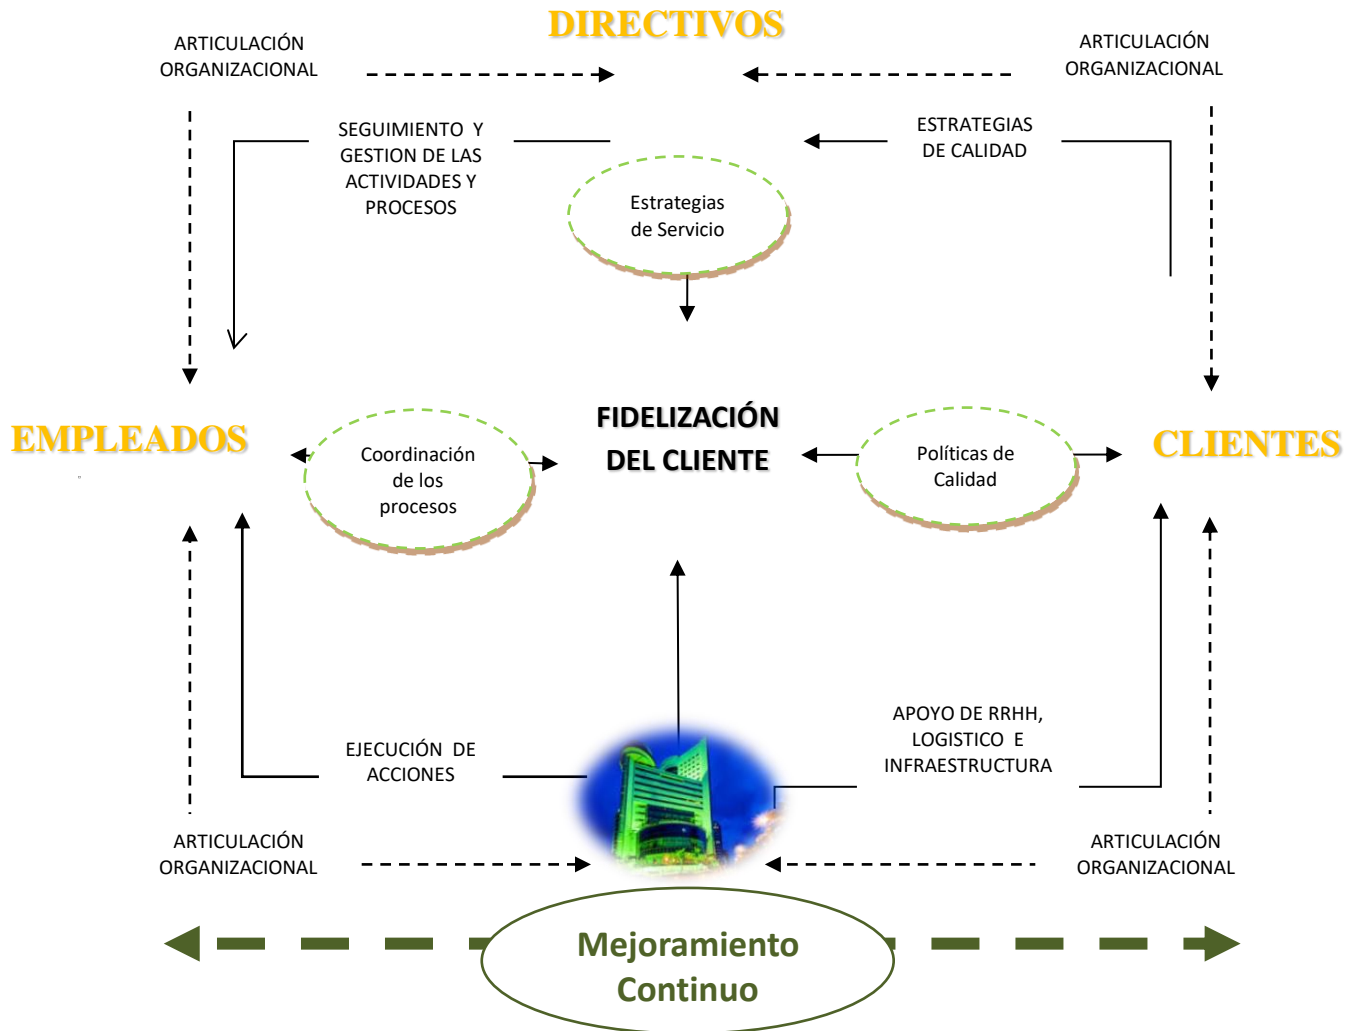 DIRECTIVOS
ARTICULACIÓN
ORGANIZACIONAL
ARTICULACIÓN
ORGANIZACIONAL
SEGUIMIENTO Y
GESTION DE LAS
ACTIVIDADES Y
PROCESOS
ESTRATEGIAS
DE CALIDAD
Estrategias
de Servicio
EMPLEADOS
Coordinación
de los
procesos
FIDELIZACIÓN
DEL CLIENTE
Políticas de
Calidad
CLIENTES
EJECUCIÓN DE
ACCIONES
APOYO DE RRHH,
LOGISTICO E
INFRAESTRUCTURA
ARTICULACIÓN
ORGANIZACIONAL
ARTICULACIÓN
ORGANIZACIONAL
Mejoramiento
Continuo